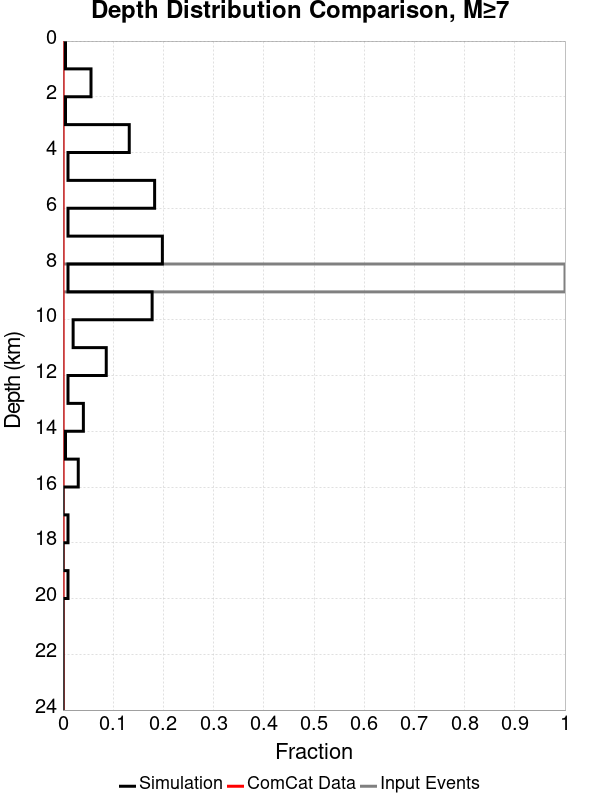 Depth Distribution Comparison, M≥7
0
2
4
6
8
10
12
14
16
18
20
22
24
Depth (km)
0 0.1 0.2 0.3 0.4 0.5 0.6 0.7 0.8 0.9 1
Fraction
Simulation ComCat Data Input Events